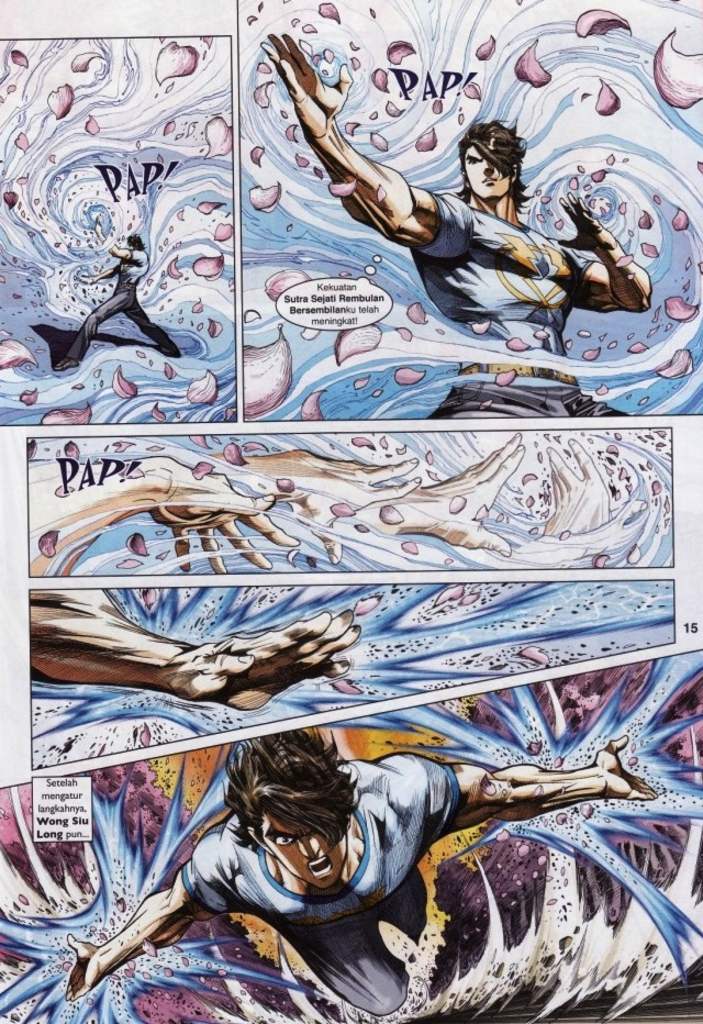 PAP!
PAP!
Kekuatan
Sutra Sejati Rembulan
Bersembilanku telah
meningkat!
PAP!
15
Setelah
mengatur
langkahnya,
Wong Siu
Long pun...